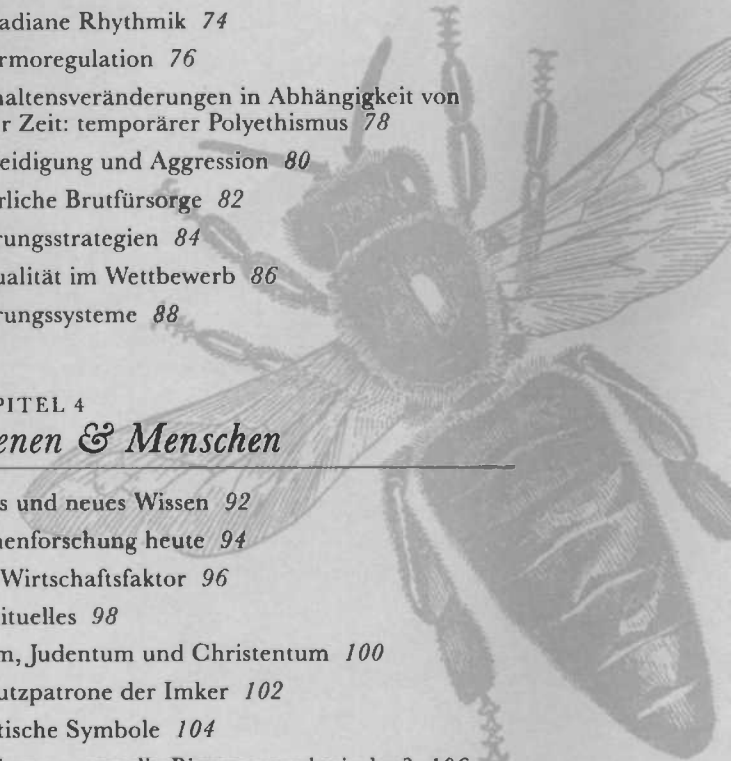 adiane Rhythmik 74
rmoregulation 76
haltensveränderungen in Abhängigkeit von
r Zeit: temporärer Polyethismus 78
eidigung und Aggression 80
rliche Brutfürsorge 82
rungsstrategien 84
ualität im Wettbewerb 86
rungssysteme 88
PITEL 4
enen & Menschen
s und neues Wissen 92
nenforschung heute 94
Wirtschaftsfaktor 96
ituelles 98
m, Judentum und Christentum 100
utzpatrone der Imker 102
tische Symbole 104